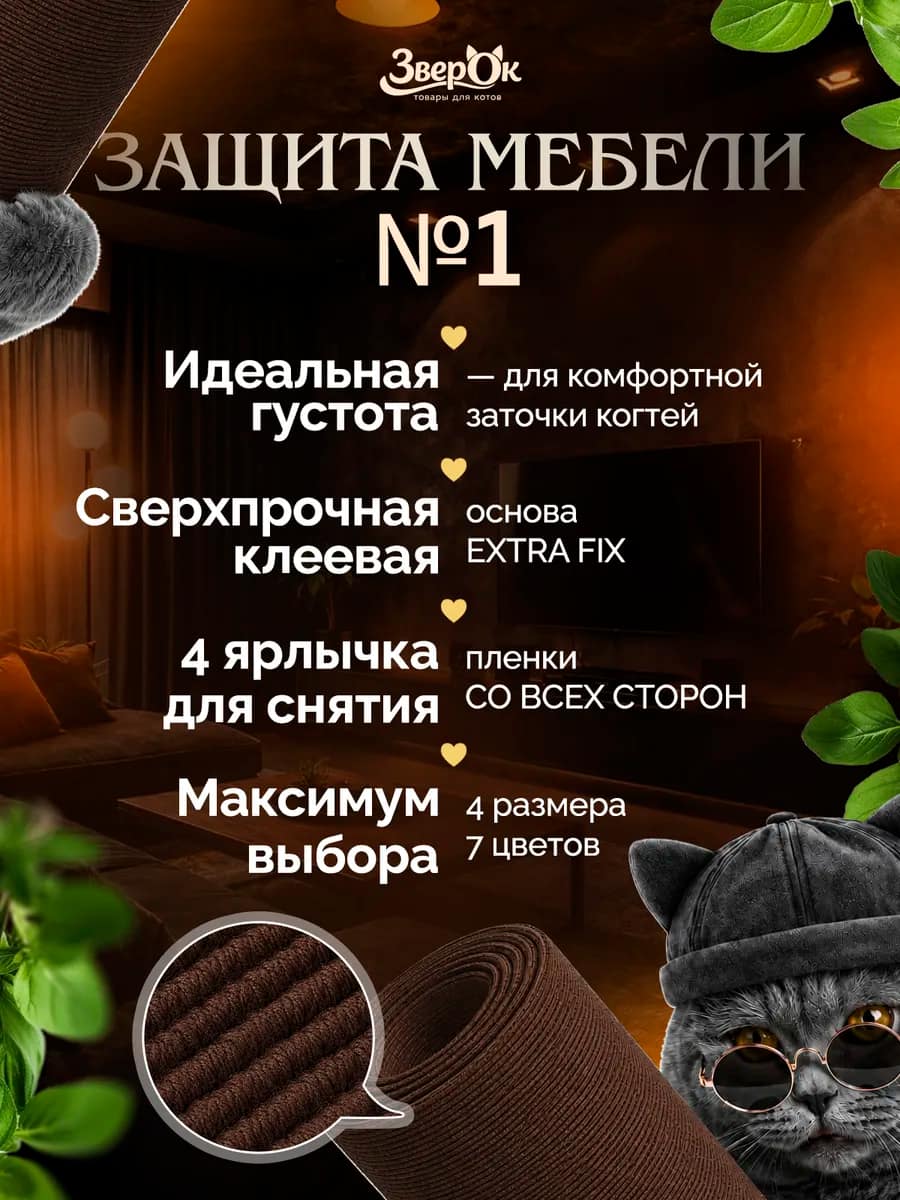 ЗверОк
товары для котов
ЗАЩИТА МЕБЕЛИ
№1
Идеальная
густота
— для комфортной
заточки когтей
Сверхпрочная
клеевая
основа
EXTRA FIX
4 ярлычка
для снятия
пленки
СО ВСЕХ СТОРОН
Максимум
выбора
4 размера
7 цветов